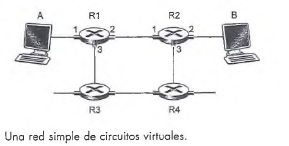 A R1 R2 B
1 2 1 2
3 3
R3 R4
Una red simple de circuitos virtuales.